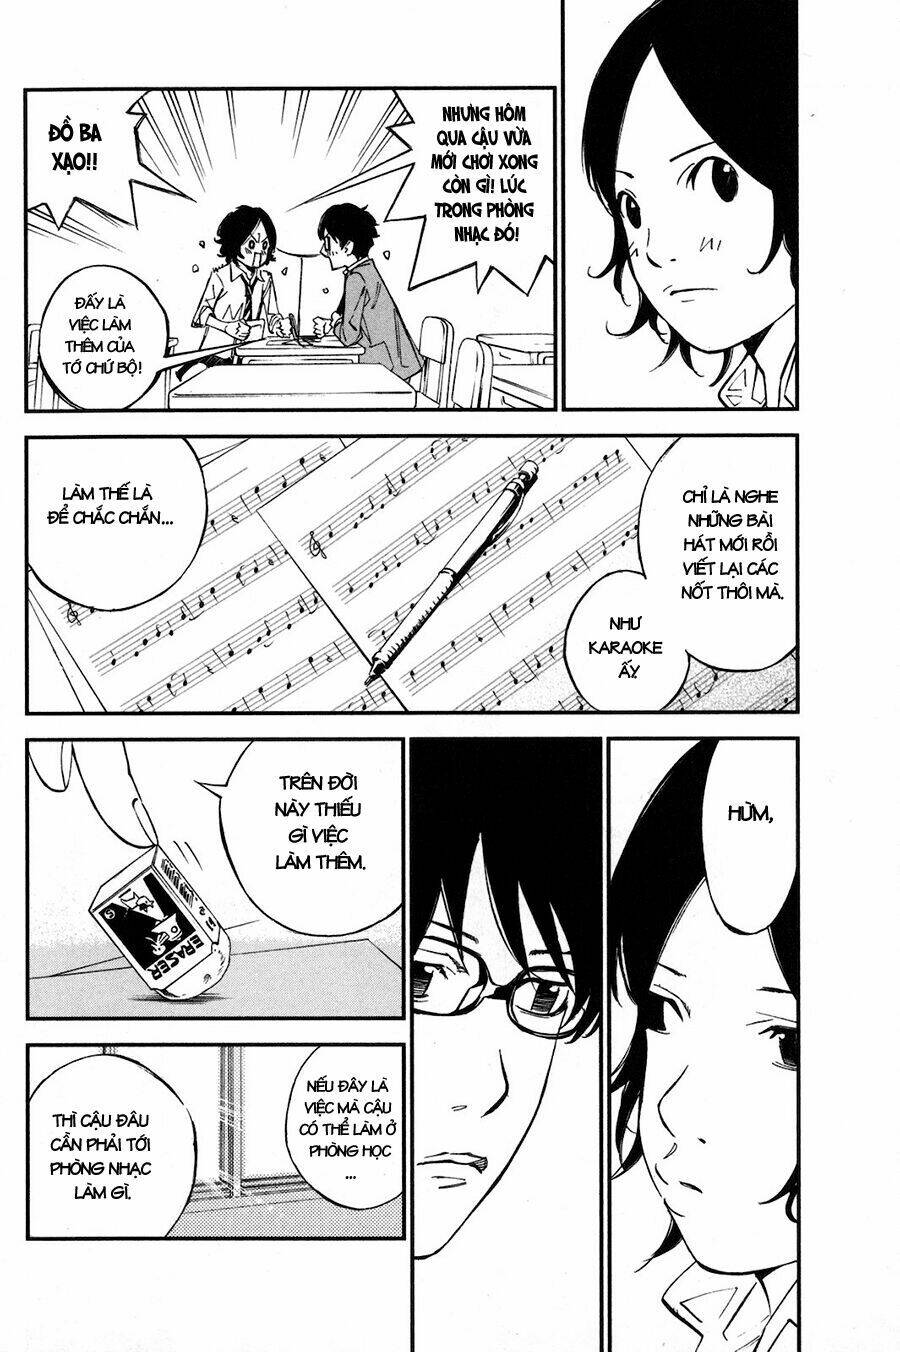 NHƯNG HÔM
QUA CẬU VỪA
MỚI CHƠI XONG
CÒN GÌ! LÚC
TRONG PHÒNG
NHẠC ĐÓ!
ĐỒ BA
XẠO!!
ĐẤY LÀ
VIỆC LÀM
THÊM CỦA
TỚ CHỨ BỘ!
CHỈ LÀ NGHE
NHỮNG BÀI
HÁT MỚI RỒI
VIẾT LẠI CÁC
NỐT THÔI MÀ.
NHƯ
KARAOKE
ẤY.
LÀM THẾ LÀ
ĐỂ CHẮC CHẮN...
HỪM,
TRÊN ĐỜI
NÀY THIẾU
GÌ VIỆC
LÀM THÊM.
ERASER
S
NẾU ĐÂY LÀ
VIỆC MÀ CẬU
CÓ THỂ LÀM Ở
PHÒNG HỌC
...
THÌ CẬU ĐÂU
CẦN PHẢI TỚI
PHÒNG NHẠC
LÀM GÌ.